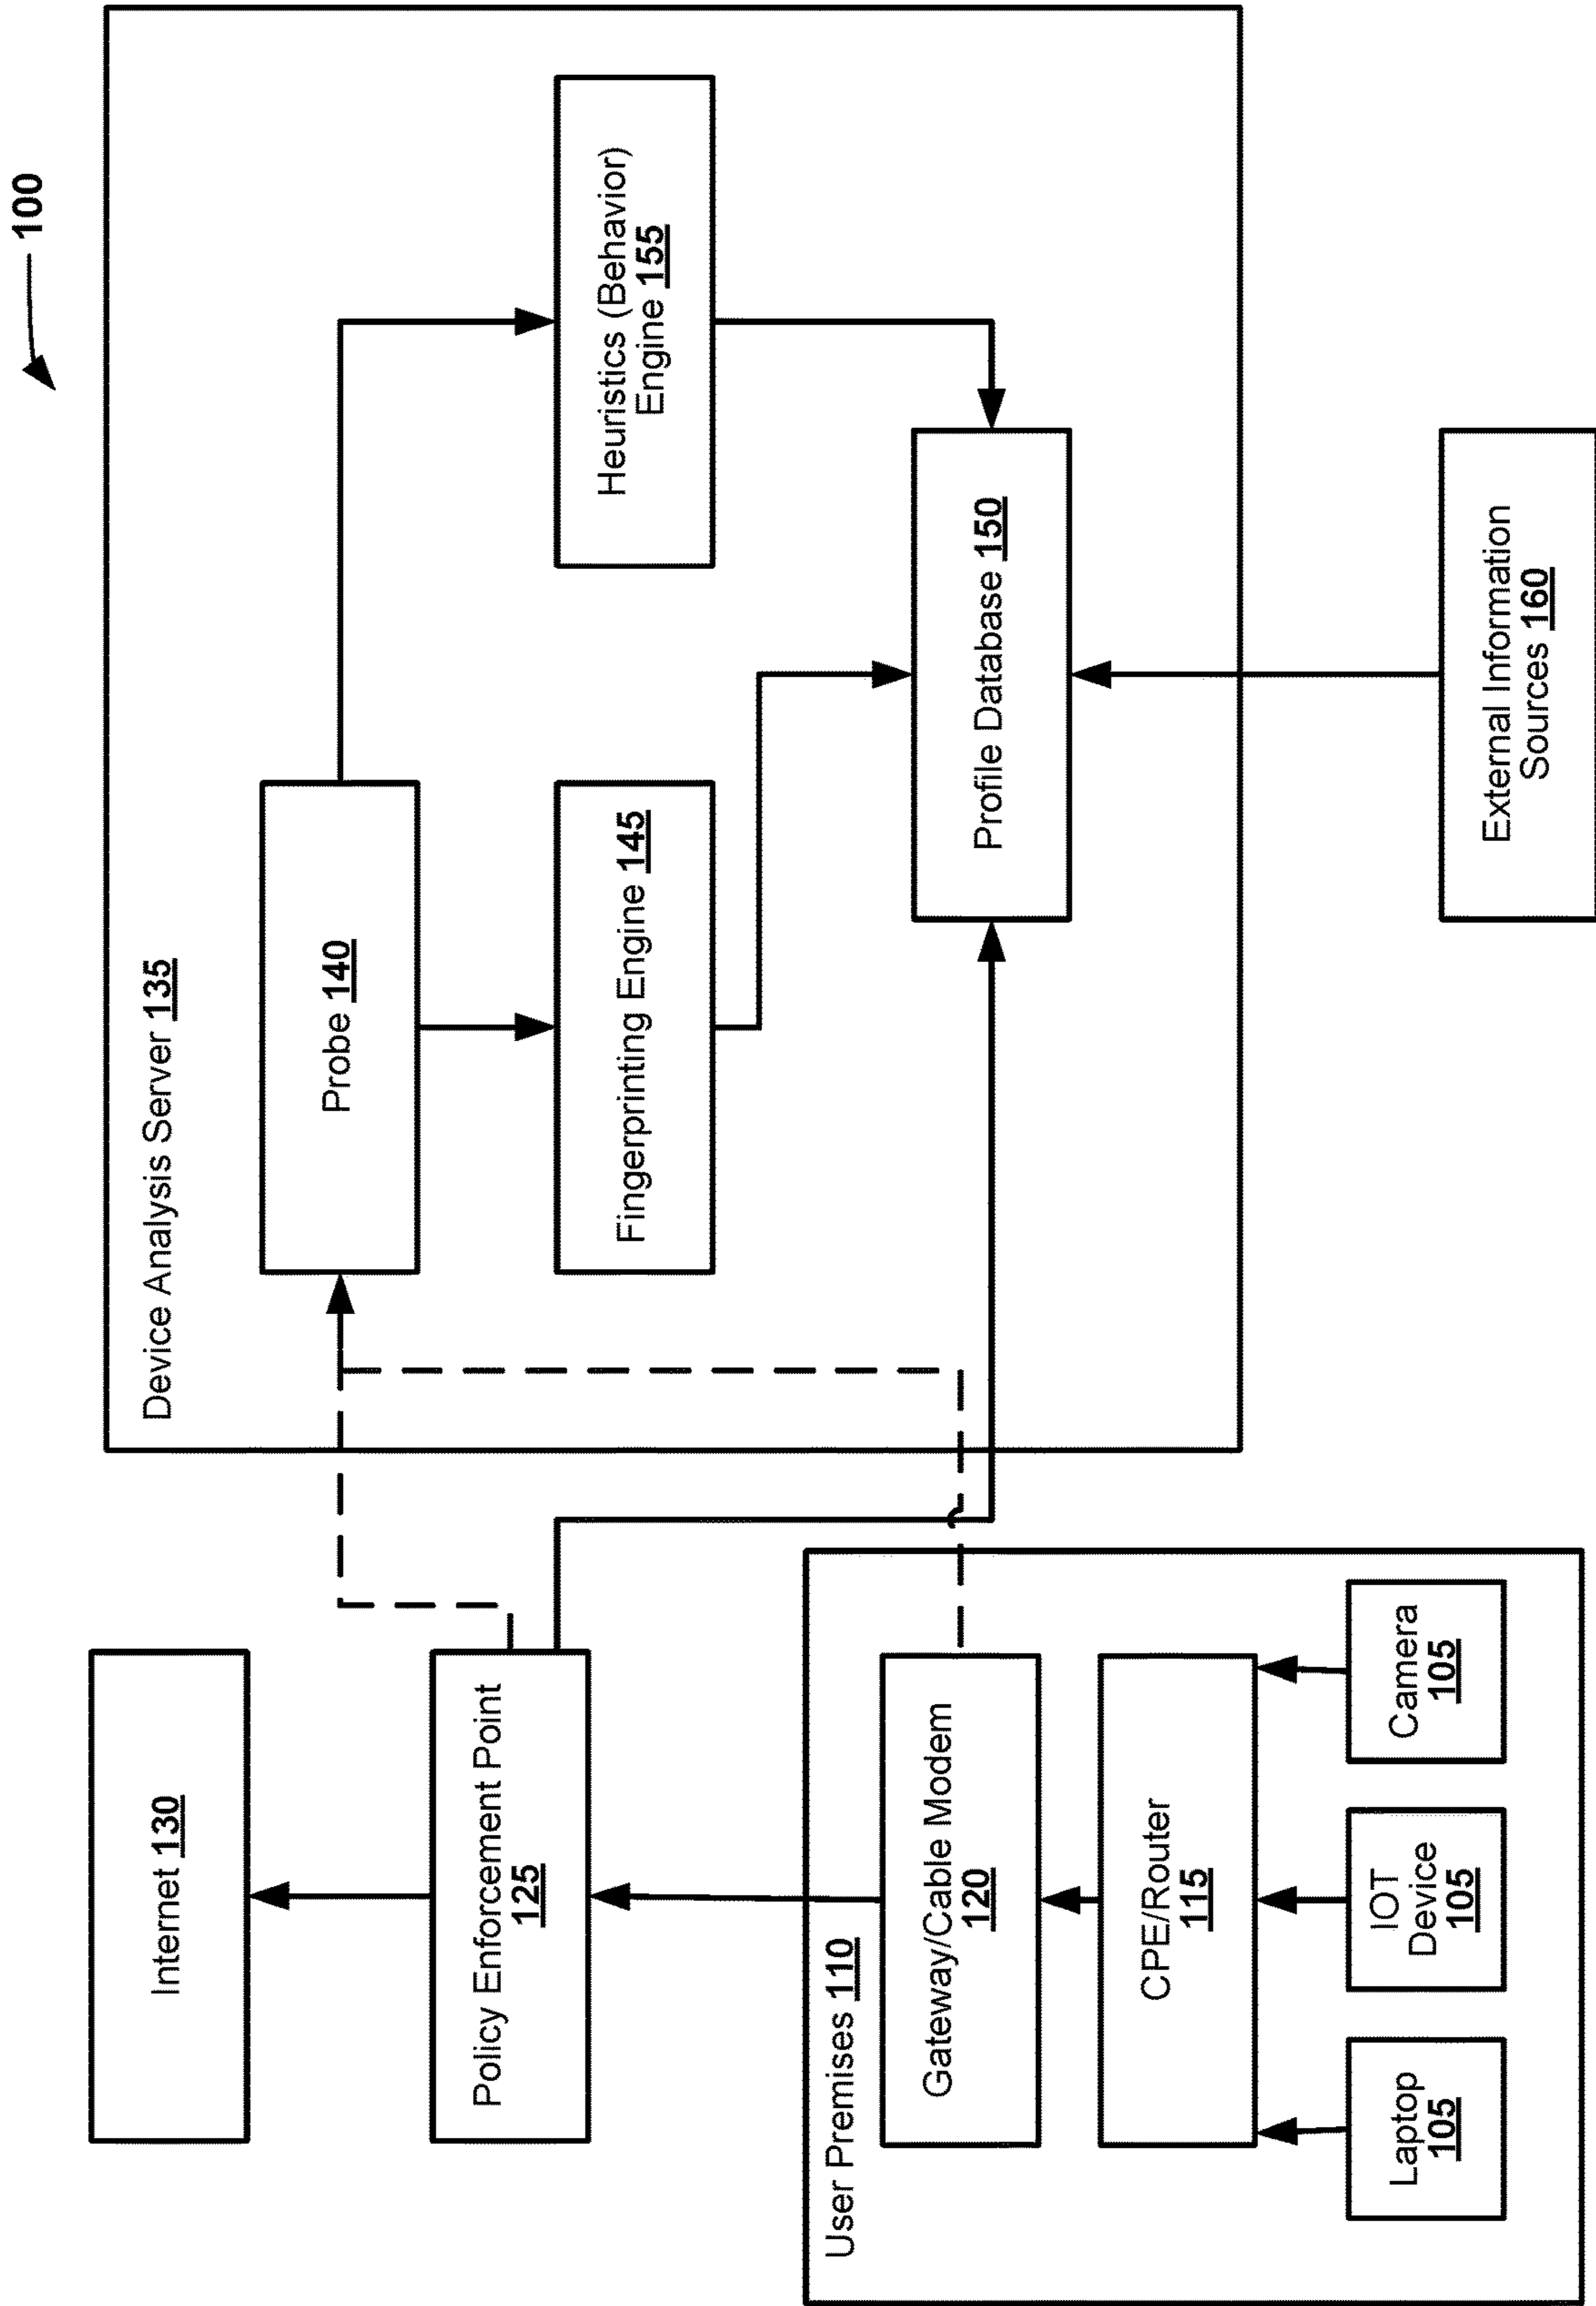 100
Internet 130
Policy Enforcement Point
125
User Premises 110
Gateway/Cable Modem
120
CPE/Router
115
Laptop
105
IOT
Device
105
Camera
105
Device Analysis Server 135
Probe 140
Fingerprinting Engine 145
Heuristics (Behavior)
Engine 155
Profile Database 150
External Information
Sources 160